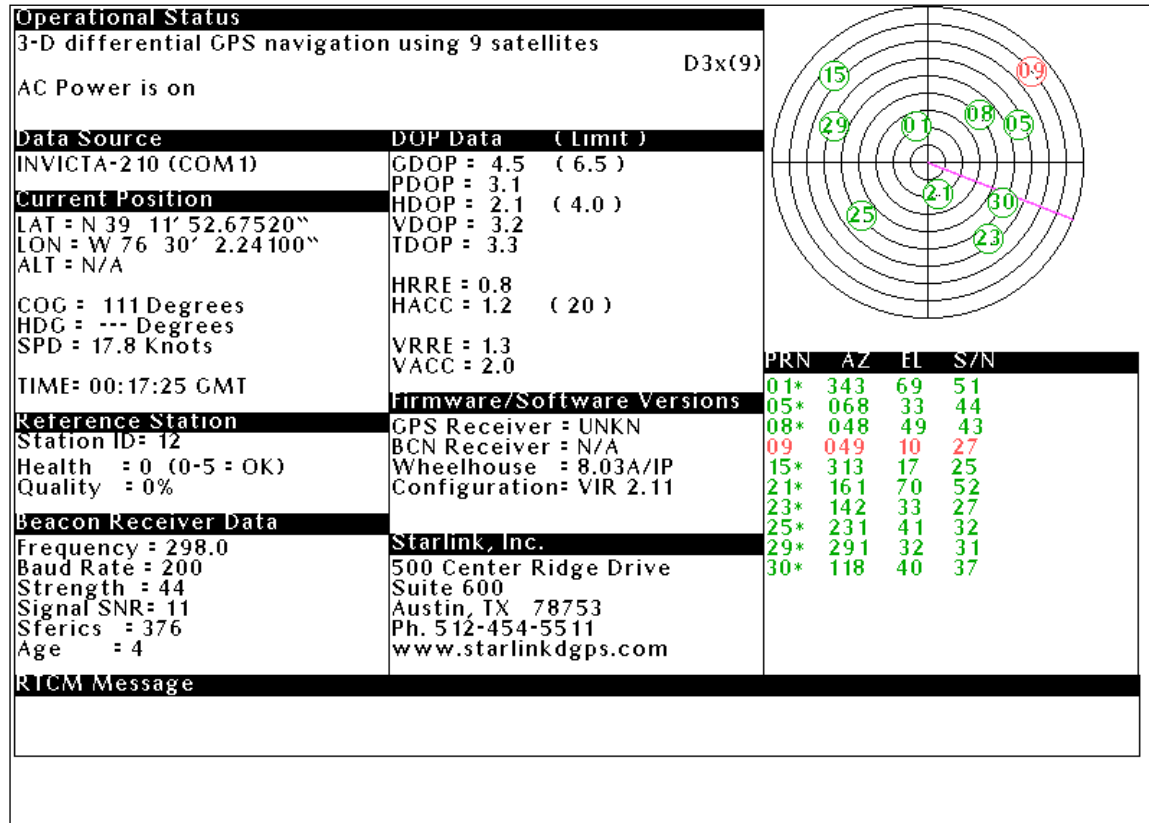 Operational Status
3-D differential GPS navigation using 9 satellites
D3x(9)
AC Power is on
Data Source
INVICTA-210 (COM1)
Current Position
LAT = N 39 11' 52.67520"
LON = W 76 30' 2.24100"
ALT = N/A
COG = 111 Degrees
HDG = --- Degrees
SPD = 17.8 Knots
TIME= 00:17:25 GMT
Reference Station
Station ID= 12
Health = 0 (0-5 = OK)
Quality = 0%
Beacon Receiver Data
Frequency = 298.0
Baud Rate = 200
Strength = 44
Signal SNR= 11
Sferics = 376
Age = 4
DOP Data ( Limit )
GDOP = 4.5 ( 6.5 )
PDOP = 3.1
HDOP = 2.1 ( 4.0 )
VDOP = 3.2
TDOP = 3.3
HRRE = 0.8
HACC = 1.2 ( 20 )
VRRE = 1.3
VACC = 2.0
Firmware/Software Versions
GPS Receiver = UNKN
BCN Receiver = N/A
Wheelhouse = 8.03A/IP
Configuration= VIR 2.11
Starlink, Inc.
500 Center Ridge Drive
Suite 600
Austin, TX 78753
Ph. 512-454-5511
www.starlinkdgps.com
15
09
29
01
08
05
21
30
25
23
PRN AZ EL S/N
01* 343 69 51
05* 068 33 44
08* 048 49 43
09 049 10 27
15* 313 17 25
21* 161 70 52
23* 142 33 27
25* 231 41 32
29* 291 32 31
30* 118 40 37
RTCM Message